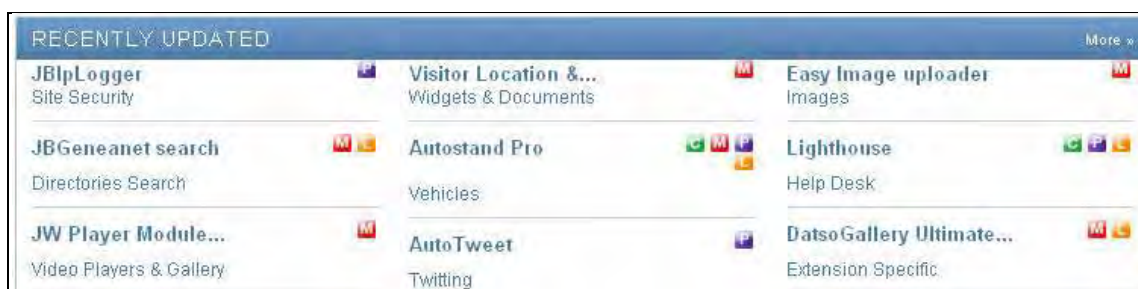 RECENTLY UPDATED More »
JBIpLogger P Visitor Location &... M Easy Image uploader M
Site Security Widgets & Documents Images
JBGeneanet search M L Autostand Pro C M P L Lighthouse C P L
Directories Search Vehicles Help Desk
JW Player Module... M AutoTweet P DatsoGallery Ultimate... M L
Video Players & Gallery Twitting Extension Specific